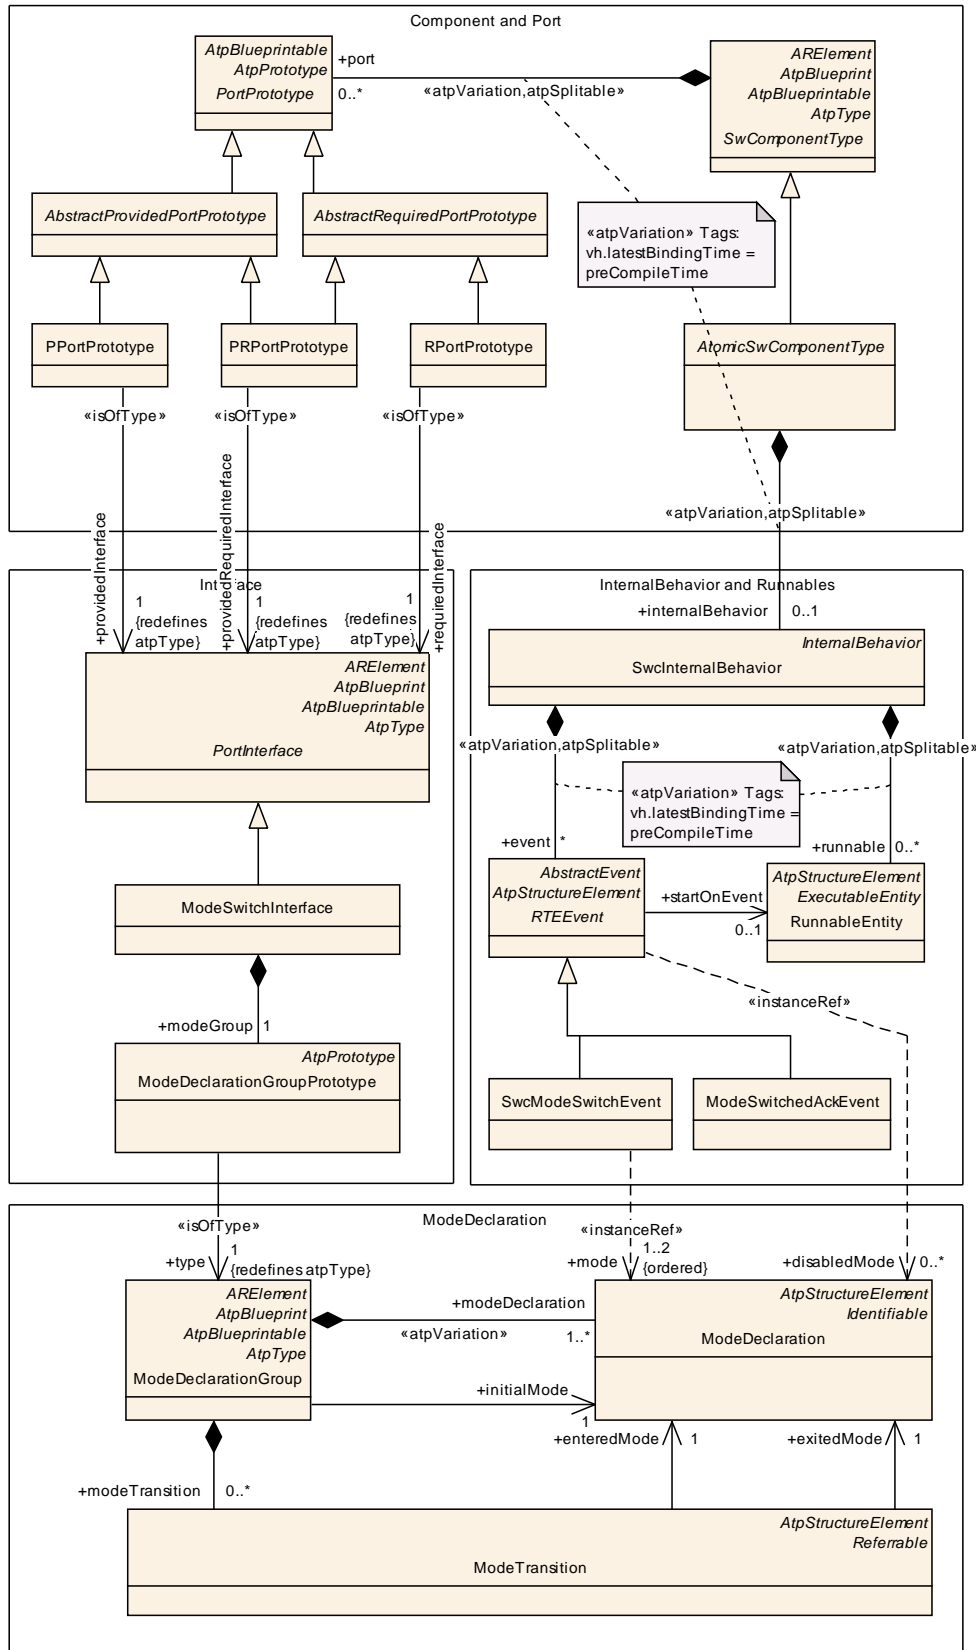 Component and Port
AtpBlueprintable
AtpPrototype
PortPrototype
+port
0..*
«atpVariation,atpSplitable»
ARElement
AtpBlueprint
AtpBlueprintable
AtpType
SwComponentType
AbstractProvidedPortPrototype
AbstractRequiredPortPrototype
«atpVariation» Tags:
vh.latestBindingTime =
preCompileTime
PPortPrototype
PRPortPrototype
RPortPrototype
AtomicSwComponentType
«isOfType»
«isOfType»
«isOfType»
«atpVariation,atpSplitable»
+providedInterface
+providedRequiredInterface
+requiredInterface
InternalBehavior and Runnables
1
{redefines
atpType}
1
{redefines
atpType}
1
{redefines
atpType}
+internalBehavior
0..1
ARElement
AtpBlueprint
AtpBlueprintable
AtpType
PortInterface
InternalBehavior
SwcInternalBehavior
«atpVariation,atpSplitable»
«atpVariation,atpSplitable»
«atpVariation» Tags:
vh.latestBindingTime =
preCompileTime
+event
*
+runnable
0..*
ModeSwitchInterface
AbstractEvent
AtpStructureElement
RTEEvent
+startOnEvent
0..1
AtpStructureElement
ExecutableEntity
RunnableEntity
«instanceRef»
+modeGroup
1
AtpPrototype
ModeDeclarationGroupPrototype
SwcModeSwitchEvent
ModeSwitchedAckEvent
ModeDeclaration
«isOfType»
+type
1
{redefines atpType}
«instanceRef»
+mode
1..2
{ordered}
+disabledMode
0..*
ARElement
AtpBlueprint
AtpBlueprintable
AtpType
ModeDeclarationGroup
+modeDeclaration
«atpVariation»
1..*
AtpStructureElement
Identifiable
ModeDeclaration
+initialMode
1
+enteredMode
1
+exitedMode
1
+modeTransition
0..*
AtpStructureElement
Referrable
ModeTransition